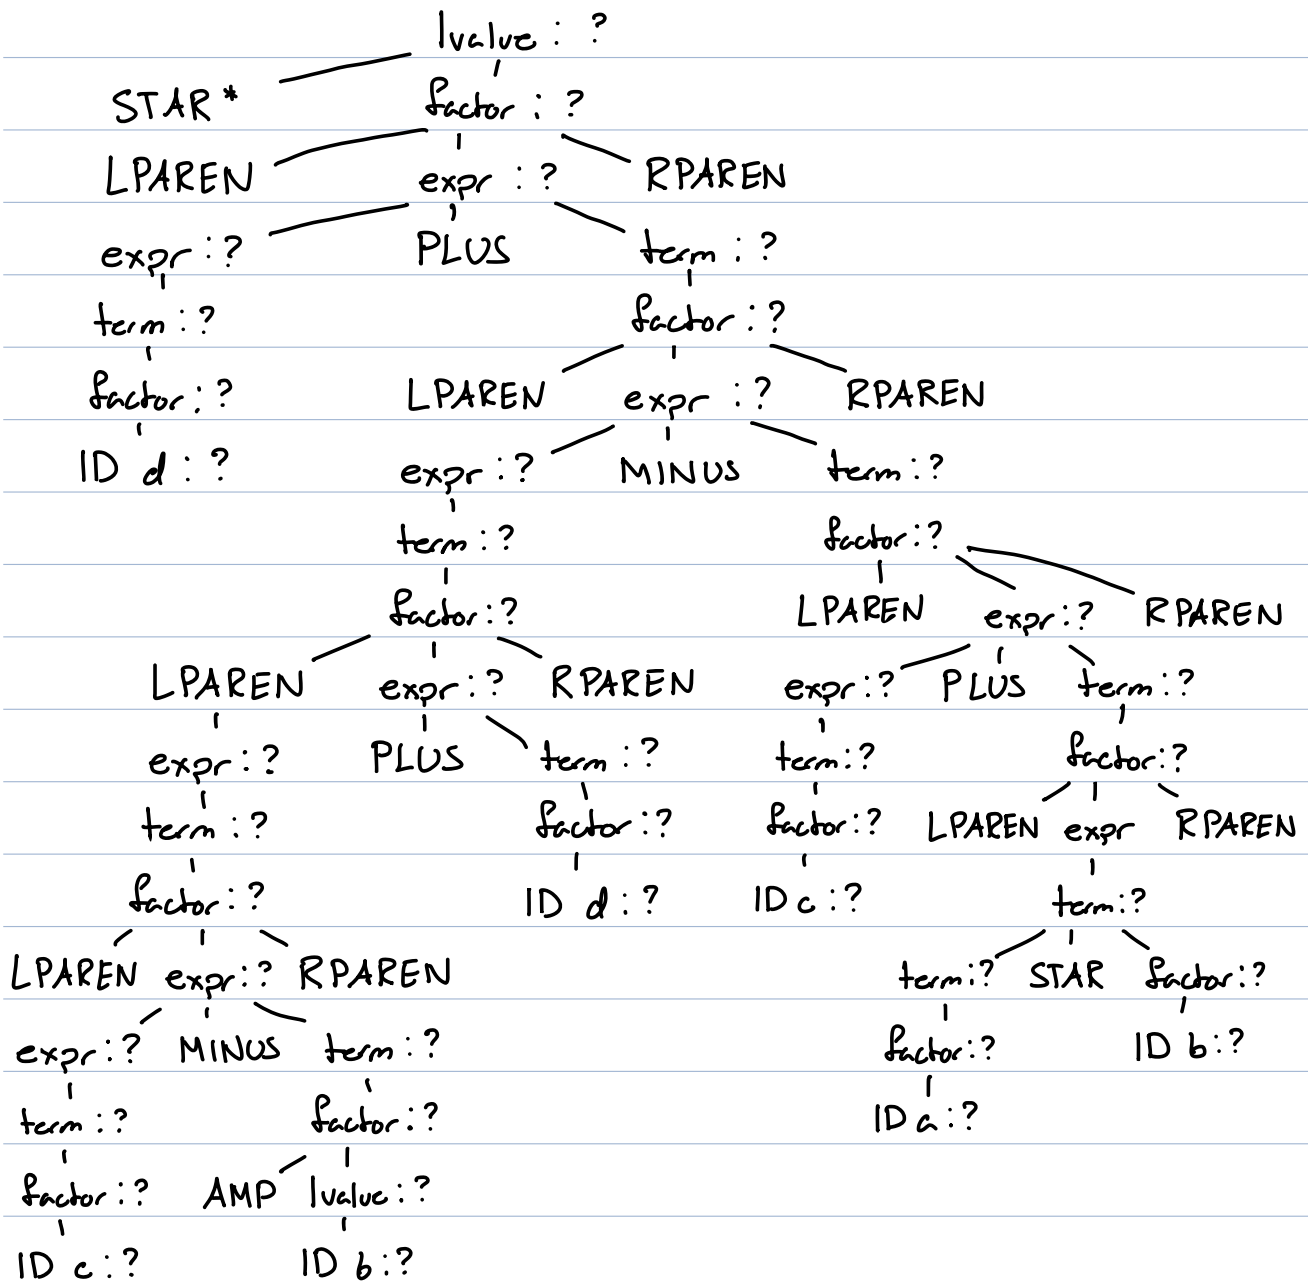 lvalue : ?
STAR * factor : ?
LPAREN expr : ? RPAREN
expr : ? PLUS term : ?
term : ? factor : ?
factor : ? LPAREN expr : ? RPAREN
ID d : ? expr : ? MINUS term : ?
term : ? factor : ?
factor : ? LPAREN expr : ? RPAREN
LPAREN expr : ? RPAREN expr : ? PLUS term : ?
expr : ? PLUS term : ? term : ? factor : ?
term : ? factor : ? factor : ? LPAREN expr RPAREN
factor : ? ID d : ? ID c : ? term : ?
LPAREN expr : ? RPAREN term : ? STAR factor : ?
expr : ? MINUS term : ? factor : ? ID b : ?
term : ? factor : ? ID a : ?
factor : ? AMP lvalue : ?
ID c : ? ID b : ?